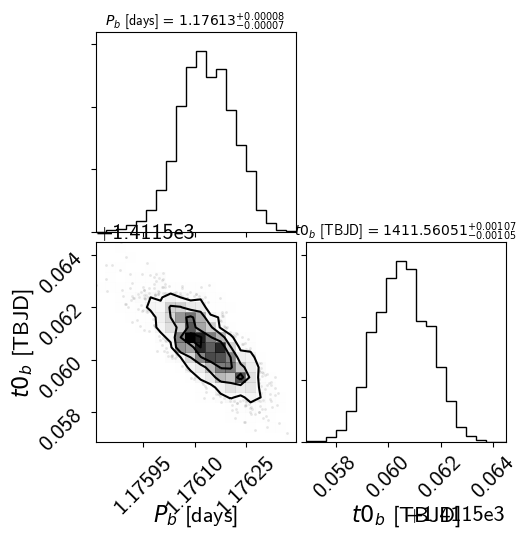 P_b [days] = 1.17613^{+0.00008}_{-0.00007}
+1.4115e3
t0_b [TBJD] = 1411.56051^{+0.00107}_{-0.00105}
0.064
0.062
0.060
0.058
t0_b [TBJD]
1.17595
1.17610
1.17625
P_b [days]
0.058
0.060
0.062
0.064
t0_b [TBJD]
+1.4115e3